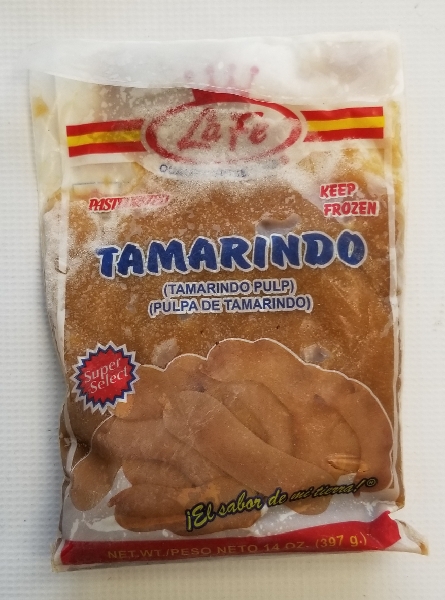 La Fe
PASTEURIZED
KEEP
FROZEN
TAMARINDO
(TAMARINDO PULP)
(PULPA DE TAMARINDO)
Super
Select
¡El sabor de mi tierra!®
NET.WT./PESO NETO 14 OZ. (397 g.)